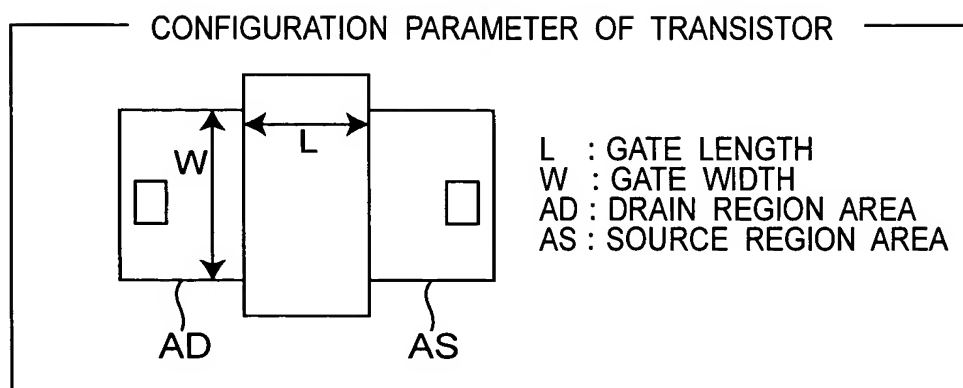 CONFIGURATION PARAMETER OF TRANSISTOR
W
L
L : GATE LENGTH
W : GATE WIDTH
AD : DRAIN REGION AREA
AS : SOURCE REGION AREA
AD
AS